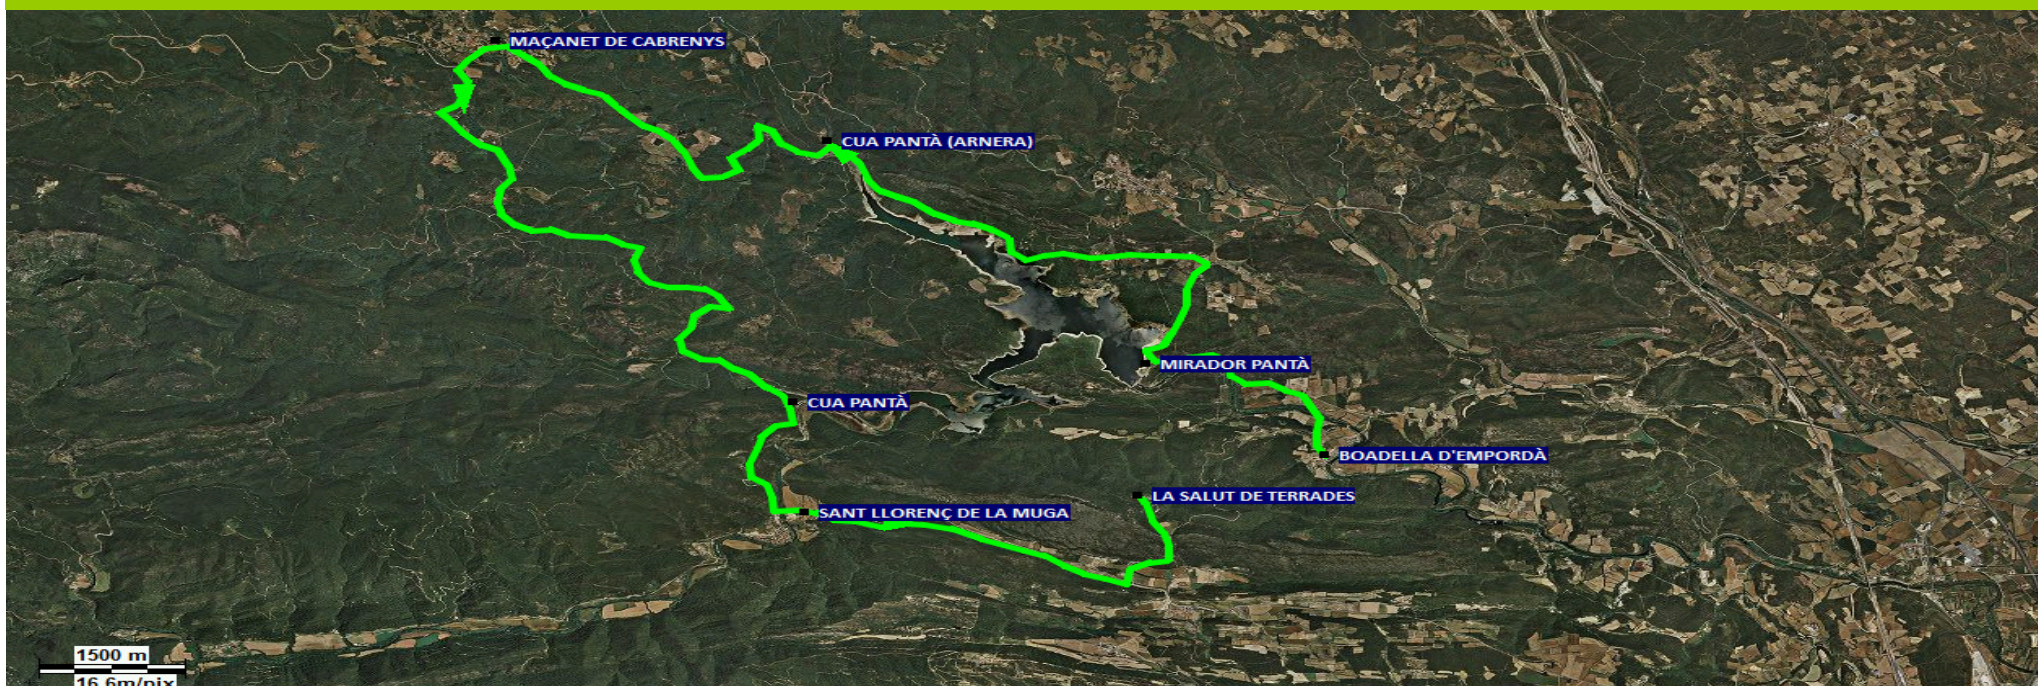 MAÇANET DE CABRENYS
CUA PANTÀ (ARNERA)
MIRADOR PANTÀ
CUA PANTÀ
BOADELLA D'EMPORDÀ
LA SALUT DE TERRADES
SANT LLORENÇ DE LA MUGA
1500 m
16.6m/pix